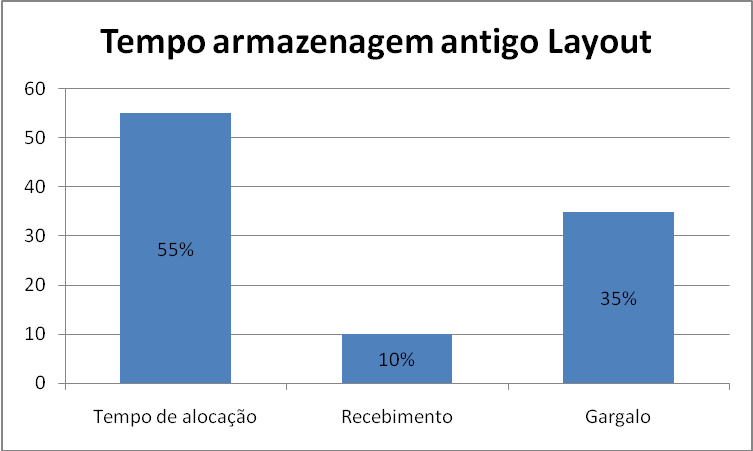 Tempo armazenagem antigo Layout
60
50
40
30
20
10
0
55%
10%
35%
Tempo de alocação
Recebimento
Gargalo